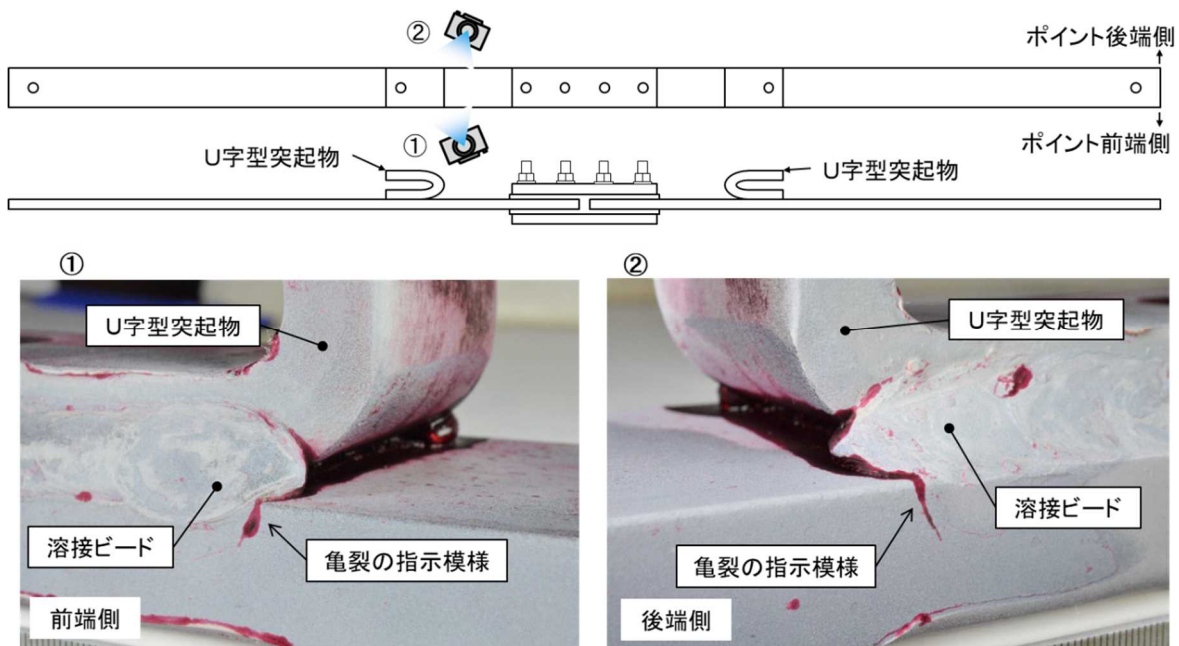 ②
ポイント後端側
①
ポイント前端側
U字型突起物
U字型突起物
①
②
U字型突起物
U字型突起物
溶接ビード
溶接ビード
亀裂の指示模様
亀裂の指示模様
前端側
後端側